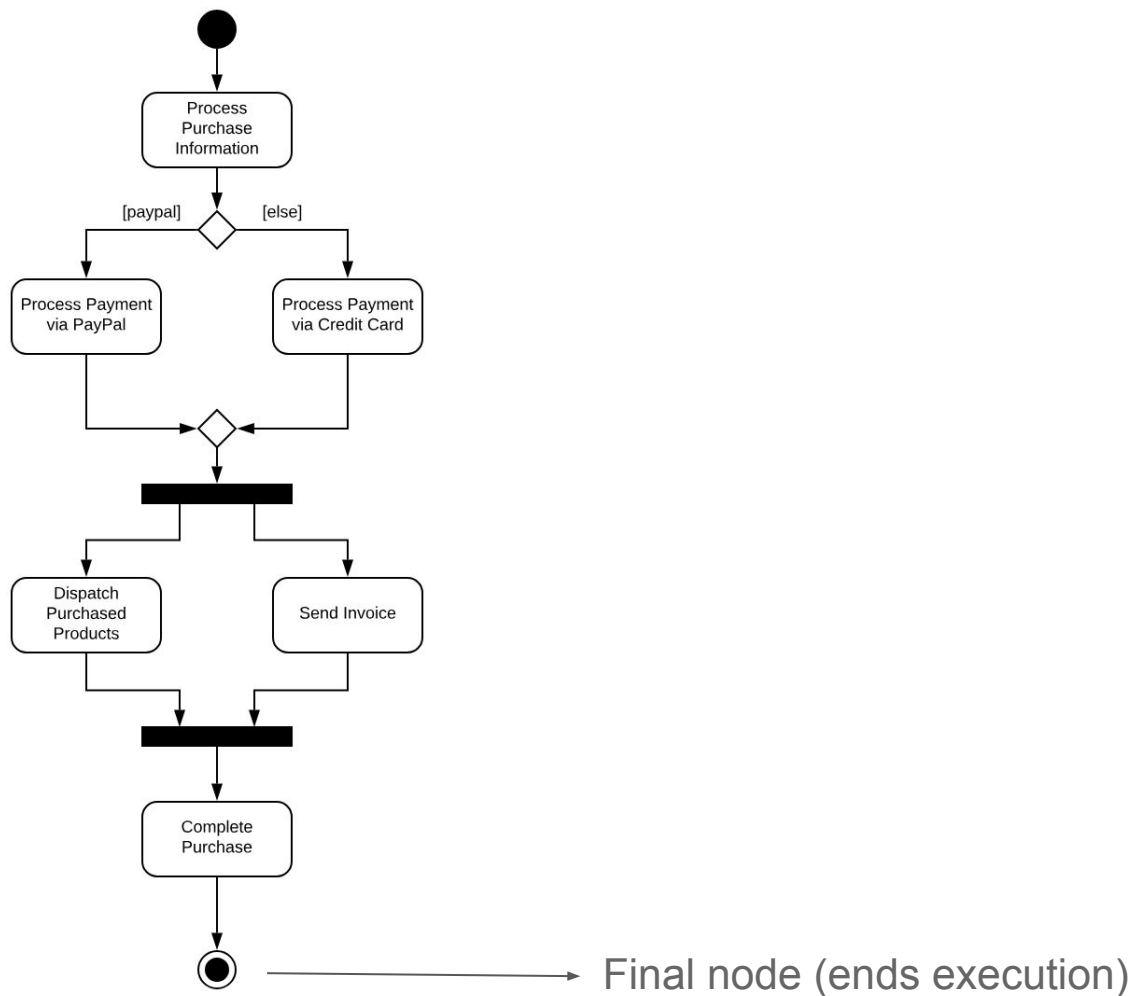 Process
Purchase
Information
[paypal]
[else]
Process Payment
via PayPal
Process Payment
via Credit Card
Dispatch
Purchased
Products
Send Invoice
Complete
Purchase
Final node (ends execution)